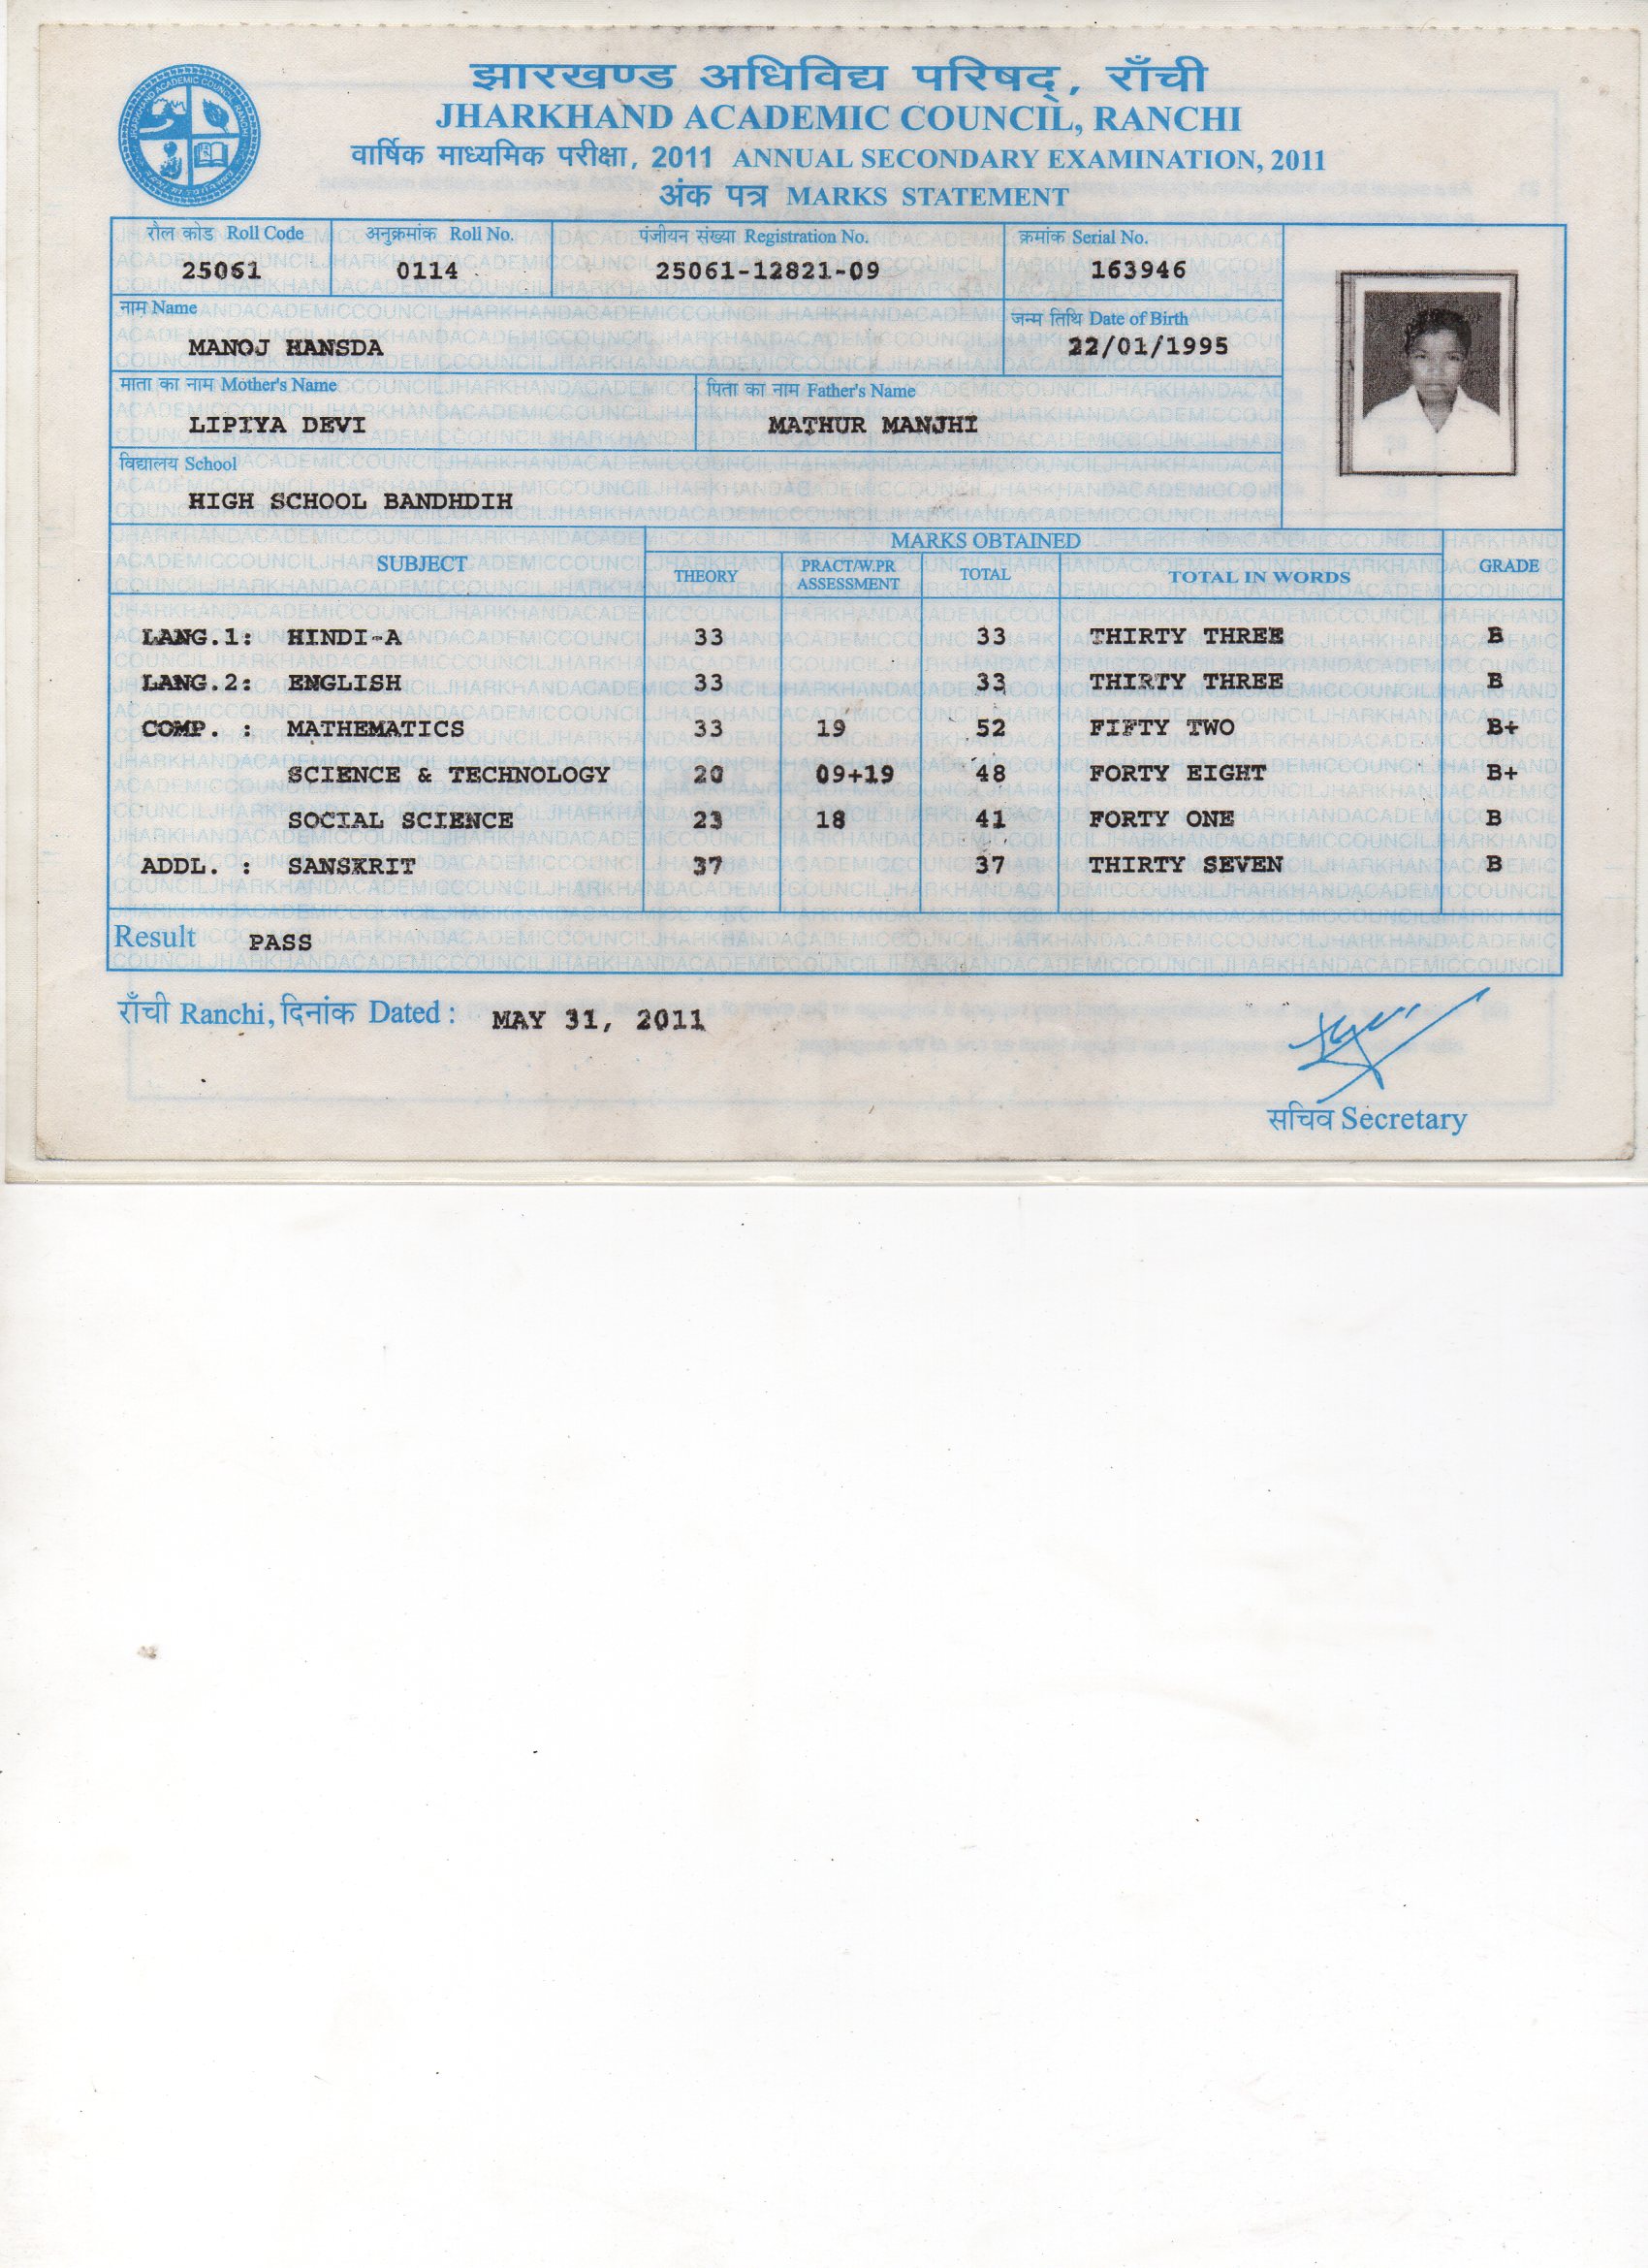 झारखण्ड अधिविद्य परिषद्, राँची
JHARKHAND ACADEMIC COUNCIL, RANCHI
वार्षिक माध्यमिक परीक्षा, 2011 ANNUAL SECONDARY EXAMINATION, 2011
अंक पत्र MARKS STATEMENT
रौल कोड Roll Code अनुक्रमांक Roll No. पंजीयन संख्या Registration No. क्रमांक Serial No.
25061 0114 25061-12821-09 163946
नाम Name जन्म तिथि Date of Birth
MANOJ HANSDA 22/01/1995
माता का नाम Mother's Name पिता का नाम Father's Name
LIPIYA DEVI MATHUR MANJHI
विद्यालय School
HIGH SCHOOL BANDHDIH
MARKS OBTAINED
SUBJECT THEORY PRACT/W.PR ASSESSMENT TOTAL TOTAL IN WORDS GRADE
LANG.1: HINDI-A 33 33 THIRTY THREE B
LANG.2: ENGLISH 33 33 THIRTY THREE B
COMP. : MATHEMATICS 33 19 52 FIFTY TWO B+
SCIENCE & TECHNOLOGY 20 09+19 48 FORTY EIGHT B+
SOCIAL SCIENCE 23 18 41 FORTY ONE B
ADDL. : SANSKRIT 37 37 THIRTY SEVEN B
Result PASS
राँची Ranchi, दिनांक Dated : MAY 31, 2011
सचिव Secretary